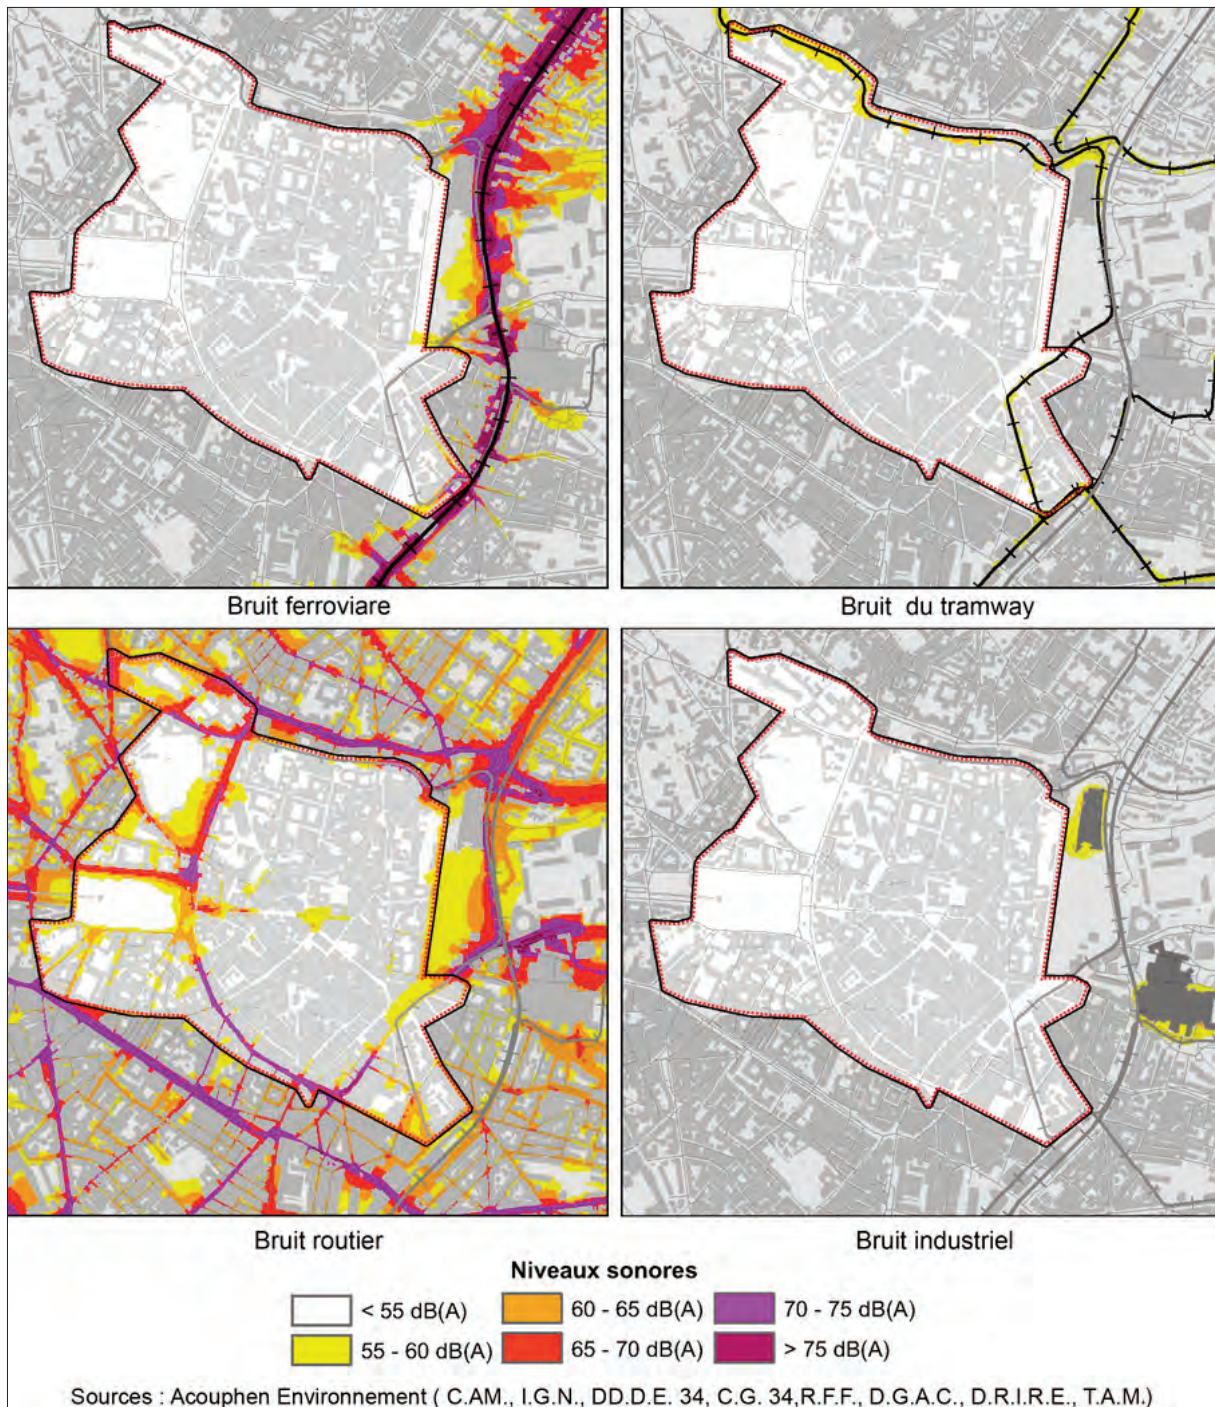 Bruit ferroviare
Bruit du tramway
Bruit routier
Bruit industriel
Niveaux sonores
< 55 dB(A)
60 - 65 dB(A)
70 - 75 dB(A)
55 - 60 dB(A)
65 - 70 dB(A)
> 75 dB(A)
Sources : Acouphen Environnement ( C.AM., I.G.N., DD.D.E. 34, C.G. 34,R.F.F., D.G.A.C., D.R.I.R.E., T.A.M.)